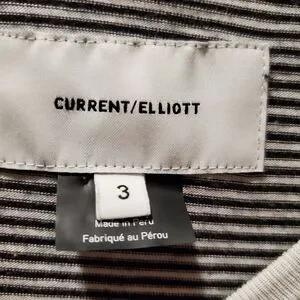 CURRENT/ELLIOTT
3
Made in Peru
Fabriqué au Pérou